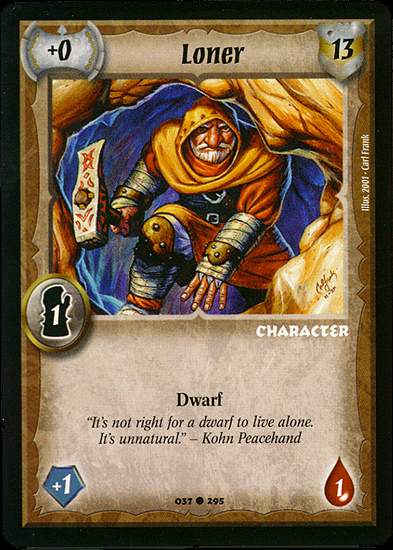 +0
Loner
13
Illus. 2001 • Carl Frank
1
CHARACTER
Dwarf
“It’s not right for a dwarf to live alone.
It’s unnatural.” – Kohn Peacehand
+1
037 ● 295
1